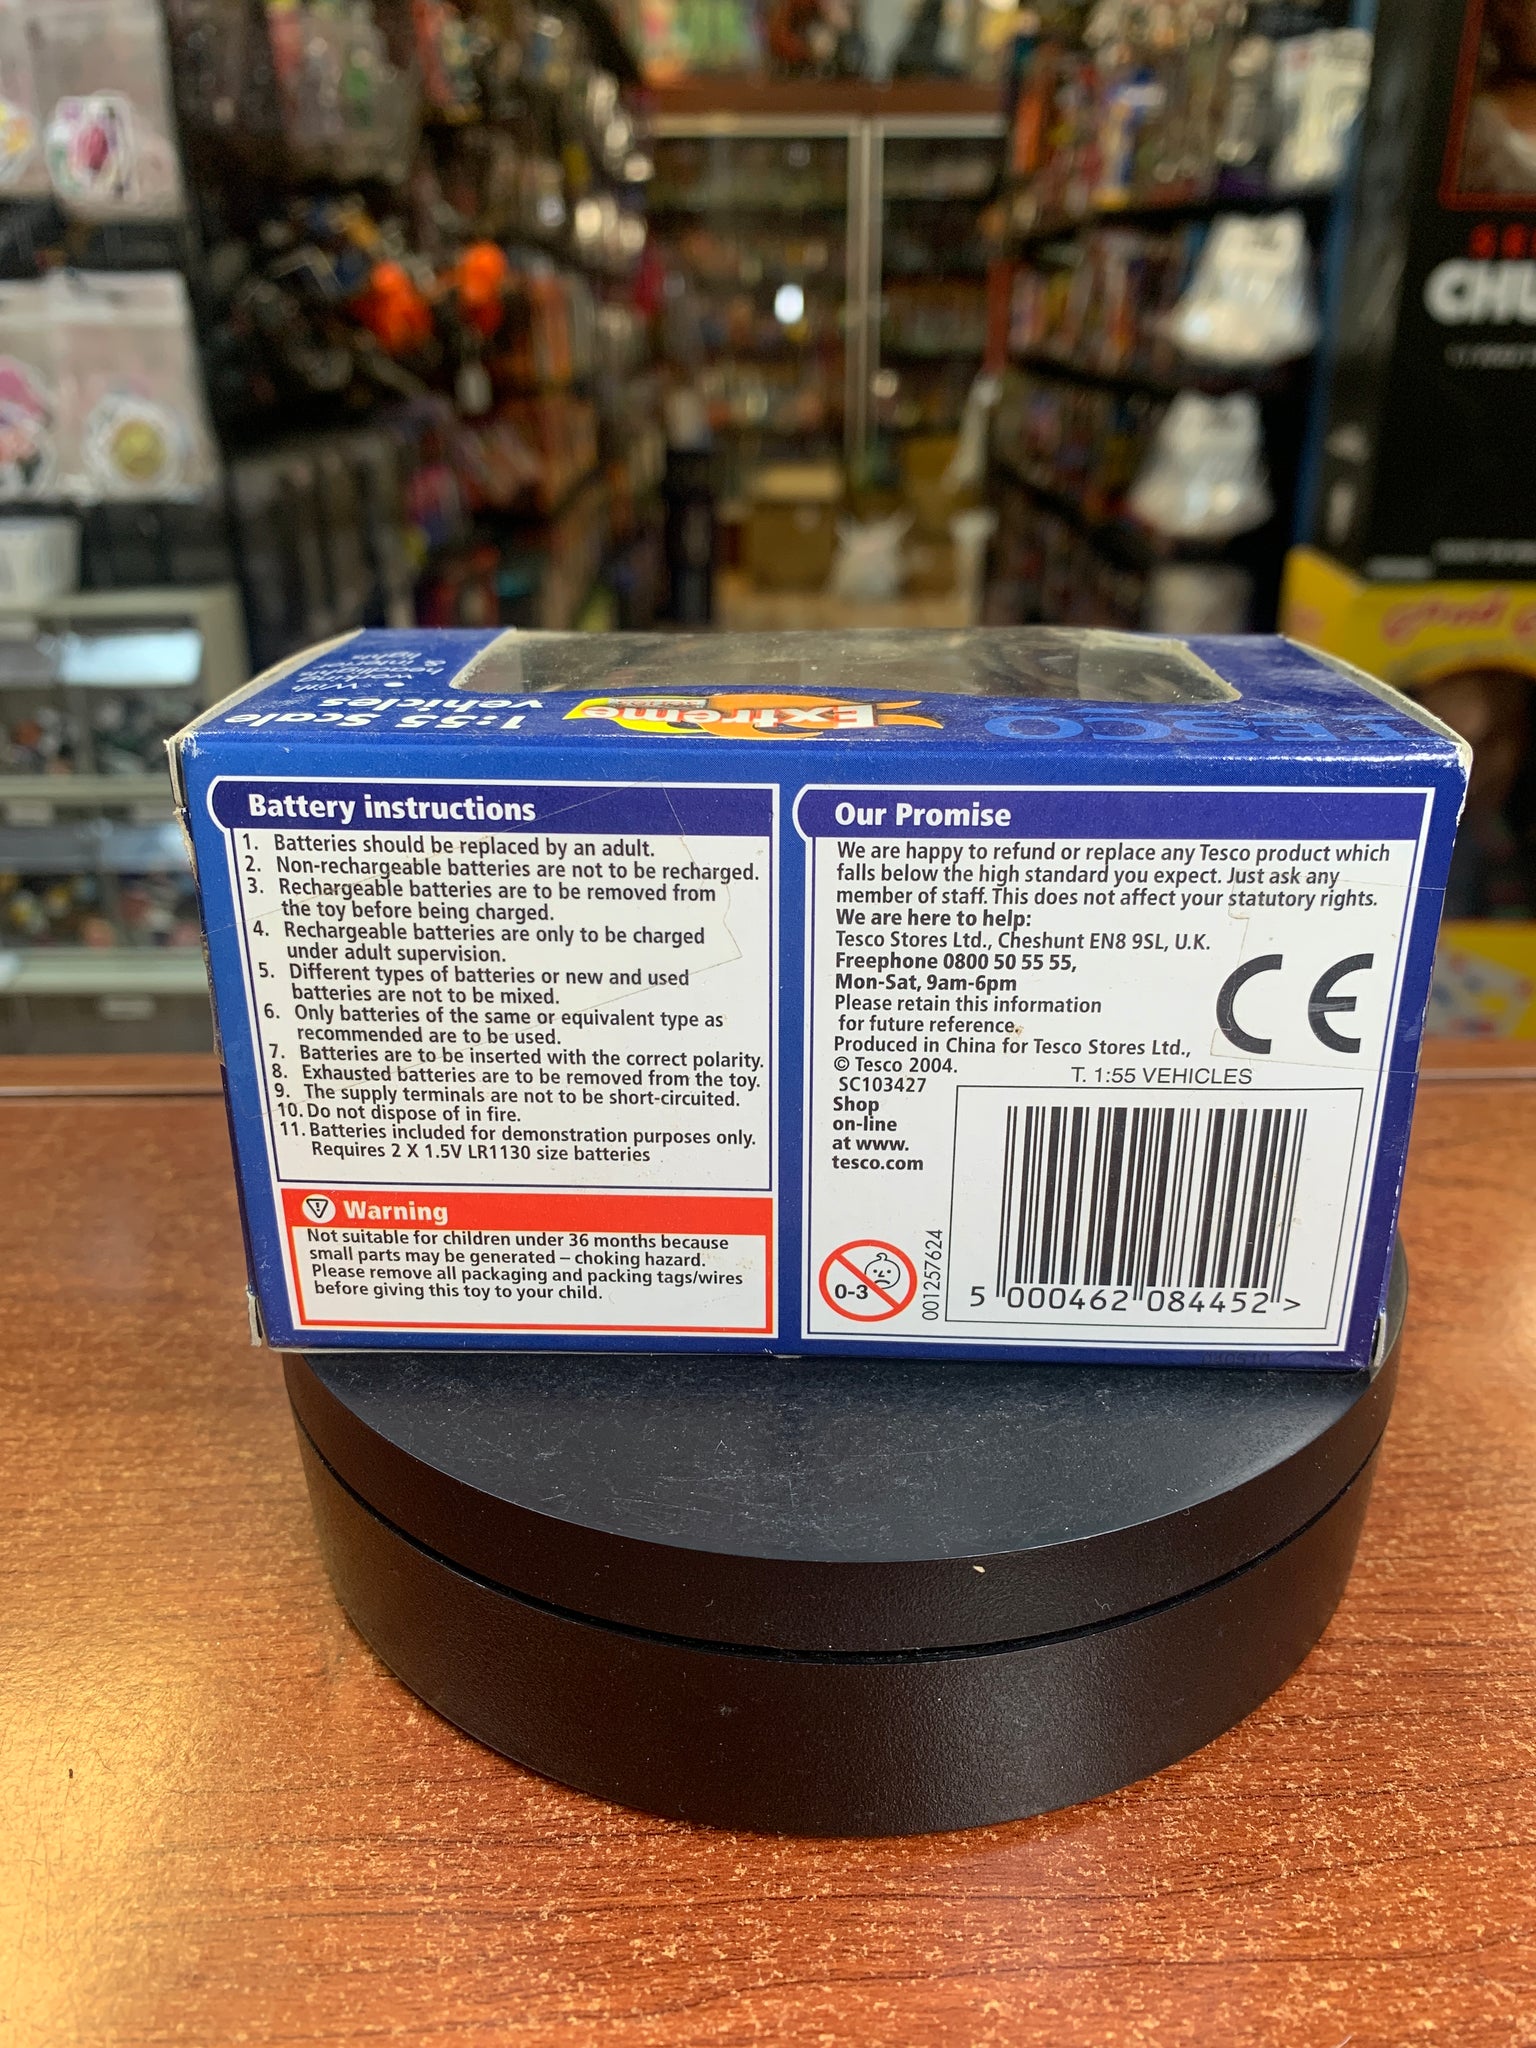 • With
working
headlights
& interior
lights
1:55 Scale
vehicles
Extreme
TESCO
Battery instructions
1. Batteries should be replaced by an adult.
2. Non-rechargeable batteries are not to be recharged.
3. Rechargeable batteries are to be removed from
the toy before being charged.
4. Rechargeable batteries are only to be charged
under adult supervision.
5. Different types of batteries or new and used
batteries are not to be mixed.
6. Only batteries of the same or equivalent type as
recommended are to be used.
7. Batteries are to be inserted with the correct polarity.
8. Exhausted batteries are to be removed from the toy.
9. The supply terminals are not to be short-circuited.
10. Do not dispose of in fire.
11. Batteries included for demonstration purposes only.
Requires 2 X 1.5V LR1130 size batteries
Warning
Not suitable for children under 36 months because
small parts may be generated – choking hazard.
Please remove all packaging and packing tags/wires
before giving this toy to your child.
Our Promise
We are happy to refund or replace any Tesco product which
falls below the high standard you expect. Just ask any
member of staff. This does not affect your statutory rights.
We are here to help:
Tesco Stores Ltd., Cheshunt EN8 9SL, U.K.
Freephone 0800 50 55 55,
Mon-Sat, 9am-6pm
Please retain this information
for future reference.
Produced in China for Tesco Stores Ltd.,
© Tesco 2004.
SC103427
Shop
on-line
at www.
tesco.com
CE
T. 1:55 VEHICLES
0-3
001257624
5 000462 084452 >
CHU